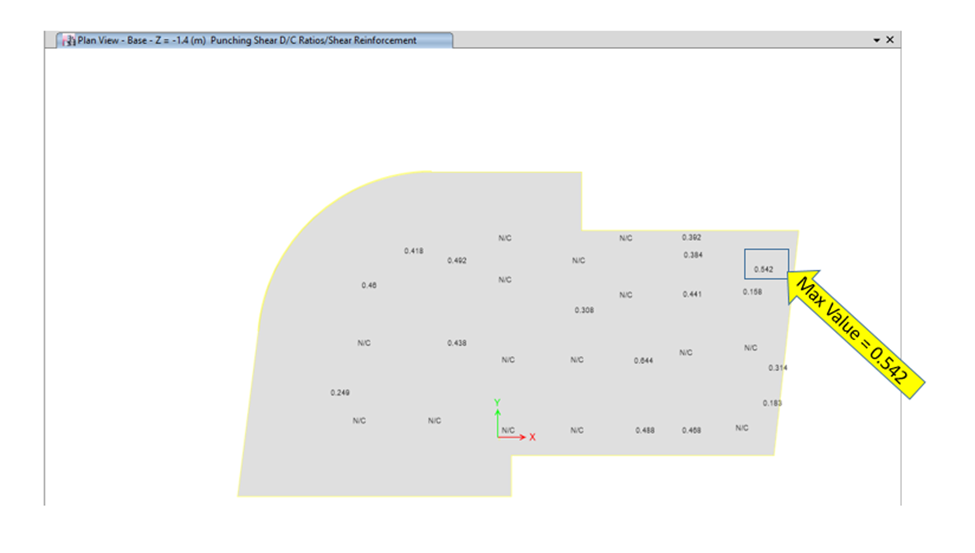 Plan View - Base - Z = -1.4 (m) Punching Shear D/C Ratios/Shear Reinforcement
N/C N/C 0.392
0.418 0.492 N/C 0.384
0.542
0.46 N/C N/C 0.441 0.158
0.308
Max Value = 0.542
N/C 0.438 N/C N/C 0.644 N/C N/C
0.314
0.249 0.183
Y
N/C N/C N/C X N/C 0.488 0.468 N/C